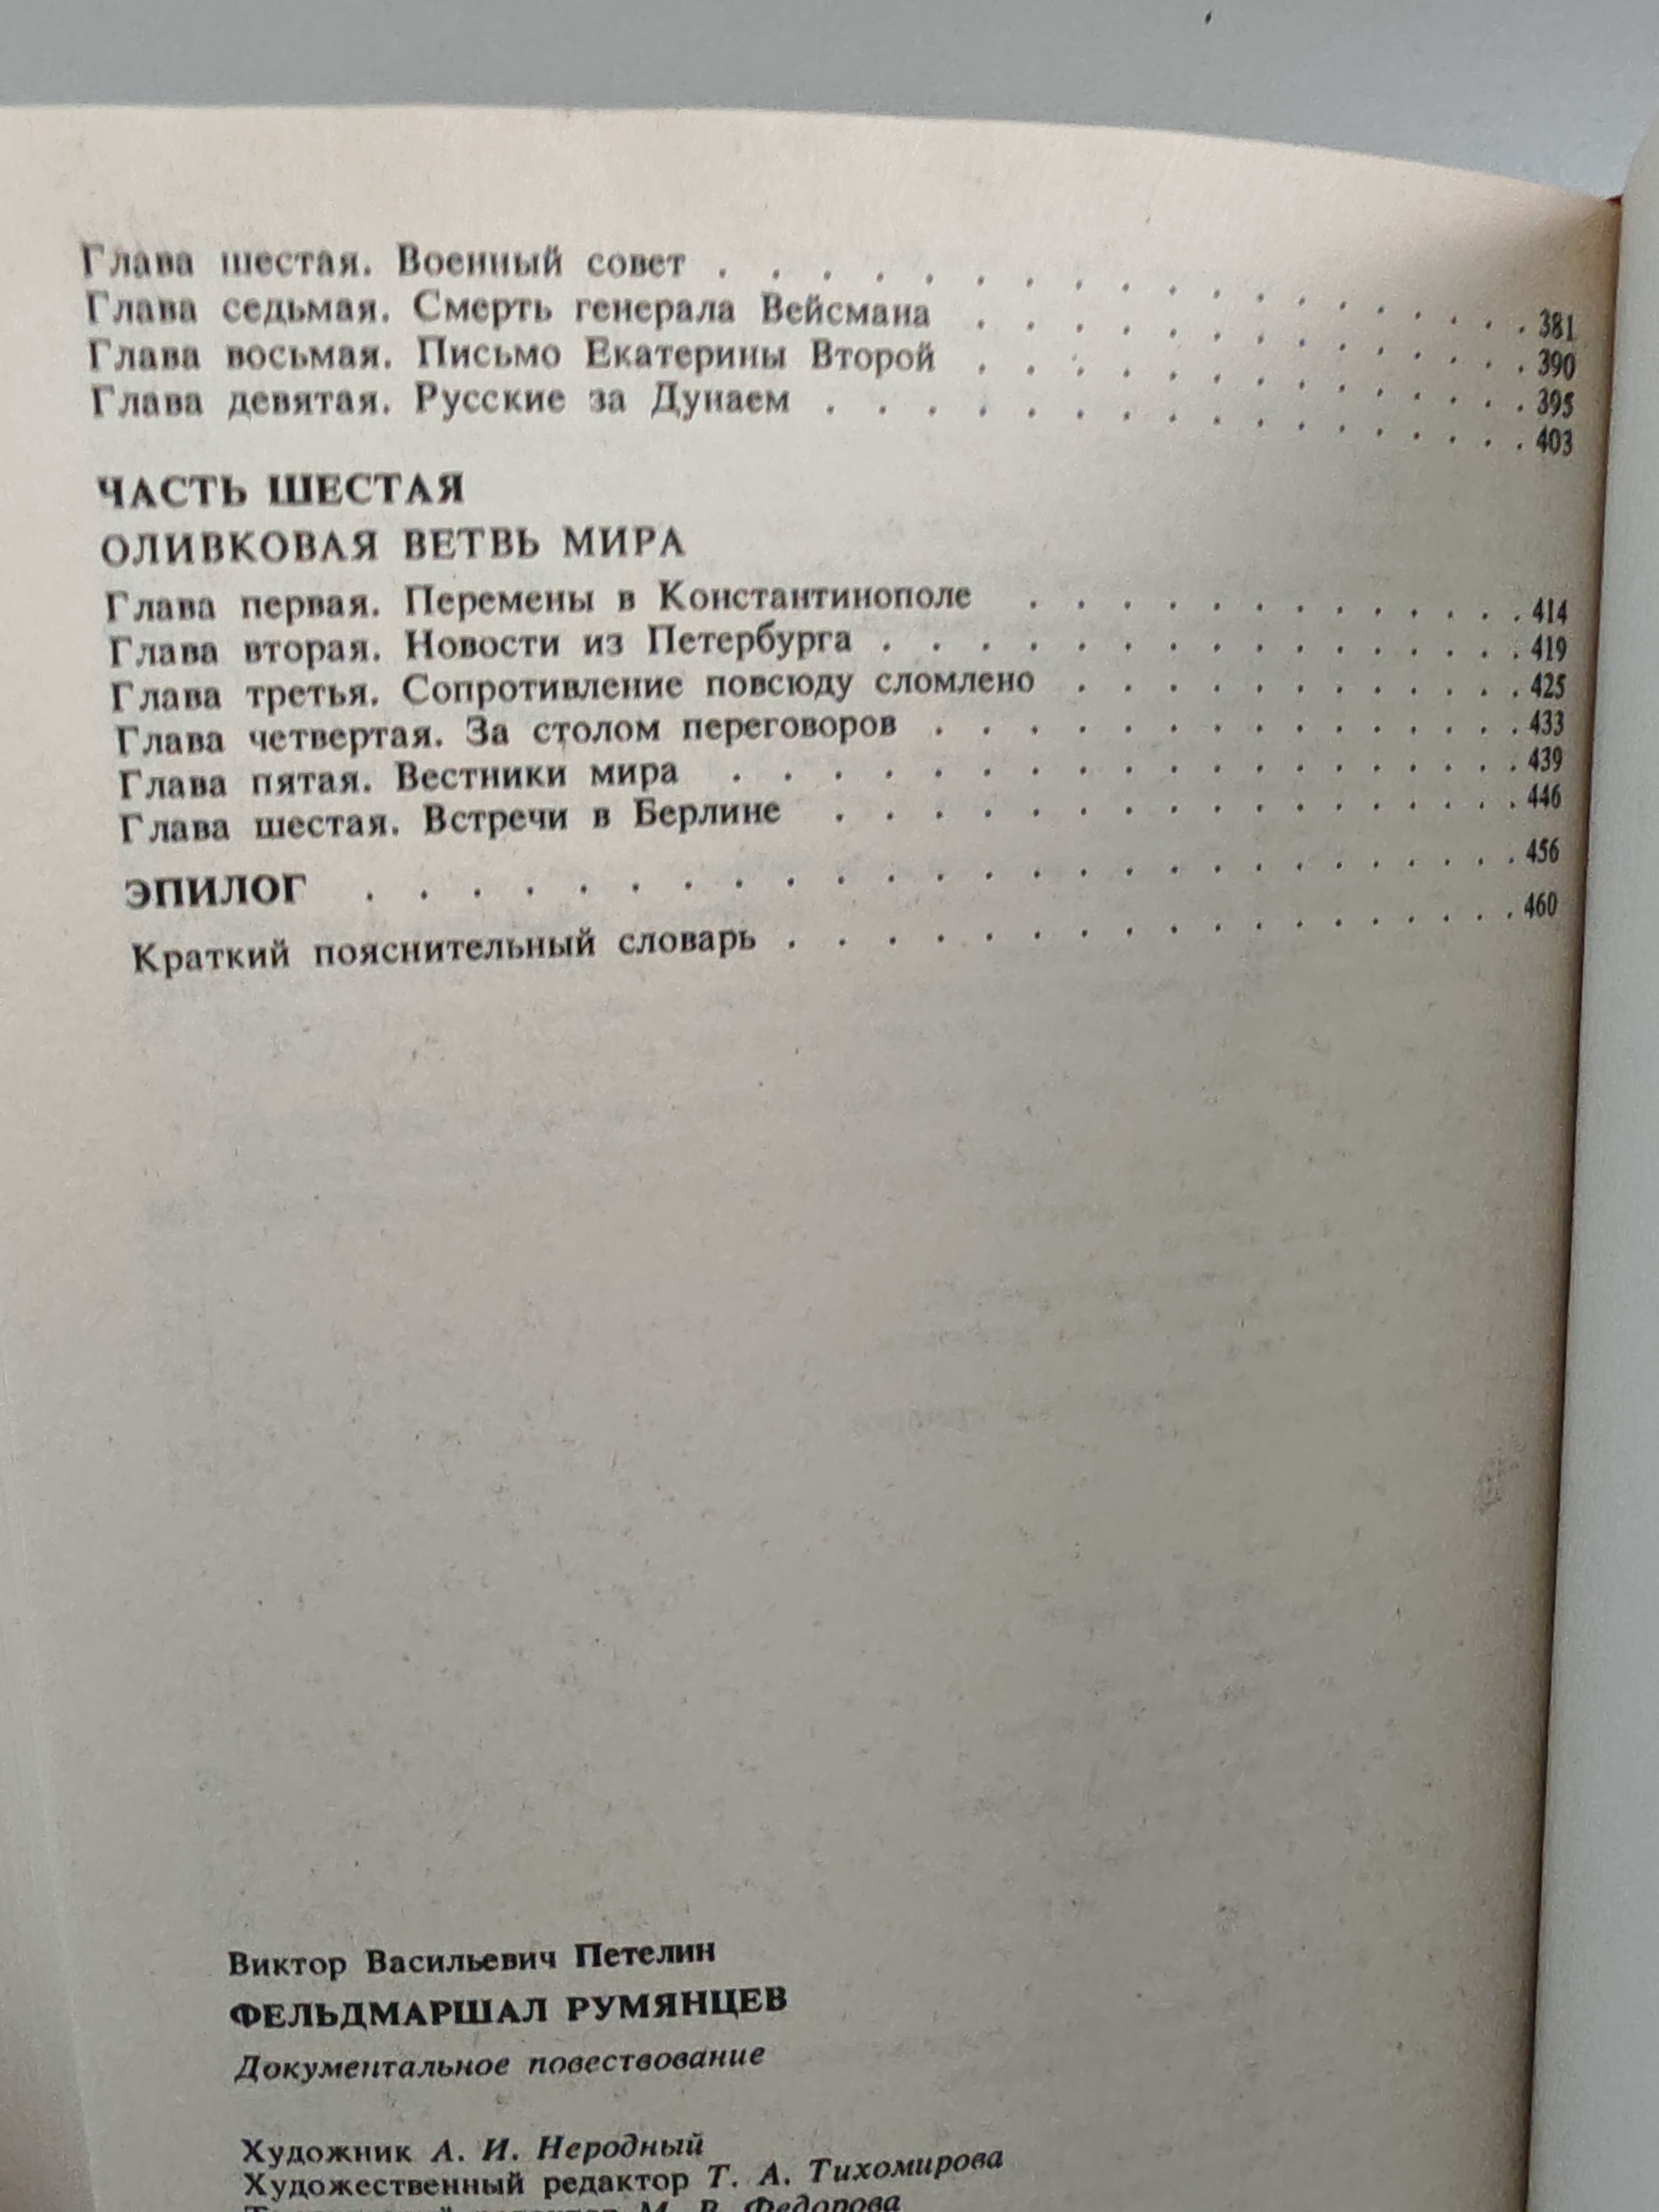 Глава шестая. Военный совет . . . . . . . . . . . . . . . . . 381
Глава седьмая. Смерть генерала Вейсмана . . . . . . . . . . . . 390
Глава восьмая. Письмо Екатерины Второй . . . . . . . . . . . . 395
Глава девятая. Русские за Дунаем . . . . . . . . . . . . . . . 403
ЧАСТЬ ШЕСТАЯ
ОЛИВКОВАЯ ВЕТВЬ МИРА
Глава первая. Перемены в Константинополе . . . . . . . . . . . 414
Глава вторая. Новости из Петербурга . . . . . . . . . . . . . . 419
Глава третья. Сопротивление повсюду сломлено . . . . . . . . . . 425
Глава четвертая. За столом переговоров . . . . . . . . . . . . . 433
Глава пятая. Вестники мира . . . . . . . . . . . . . . . . . 439
Глава шестая. Встречи в Берлине . . . . . . . . . . . . . . . 446
ЭПИЛОГ . . . . . . . . . . . . . . . . . . . . . . . . 456
Краткий пояснительный словарь . . . . . . . . . . . . . . . . 460
Виктор Васильевич Петелин
ФЕЛЬДМАРШАЛ РУМЯНЦЕВ
Документальное повествование
Художник А. И. Неродный
Художественный редактор Т. А. Тихомирова
М. В. Федорова